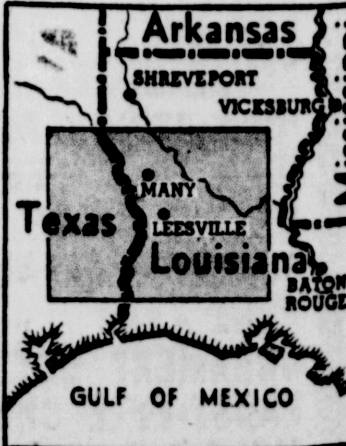 Arkansas
SHREVEPORT
VICKSBURG
MANY
Texas
LEESVILLE
Louisiana
BATON
ROUGE
GULF OF MEXICO